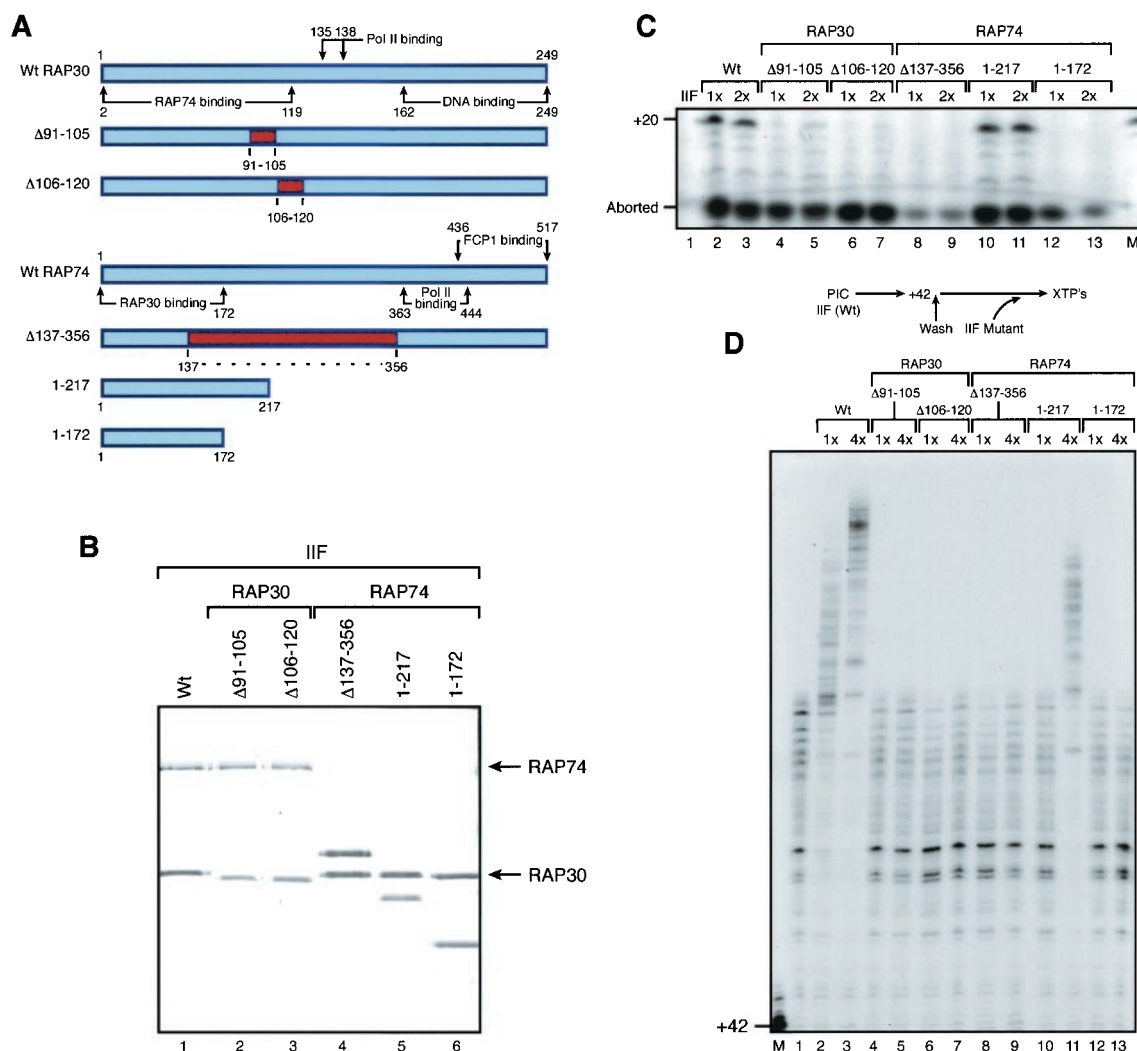 A
1
135 138
Pol II binding
249
Wt RAP30
2
RAP74 binding
119
162
DNA binding
249
Δ91-105
91-105
Δ106-120
106-120
436
517
FCP1 binding
1
Wt RAP74
RAP30 binding
172
363
Pol II binding
444
Δ137-356
137
356
1-217
1
217
1-172
1
172
B
IIF
RAP30
RAP74
Wt
Δ91-105
Δ106-120
Δ137-356
1-217
1-172
RAP74
RAP30
1 2 3 4 5 6
C
RAP30
RAP74
Wt Δ91-105 Δ106-120 Δ137-356 1-217 1-172
IIF 1x 2x 1x 2x 1x 2x 1x 2x 1x 2x 1x 2x
+20
Aborted
1 2 3 4 5 6 7 8 9 10 11 12 13 M
PIC
IIF (Wt)
+42
XTP's
Wash
IIF Mutant
D
RAP30
RAP74
Δ91-105 Δ137-356
Wt Δ106-120 1-217 1-172
1x 4x 1x 4x 1x 4x 1x 4x 1x 4x 1x 4x
+42
M 1 2 3 4 5 6 7 8 9 10 11 12 13